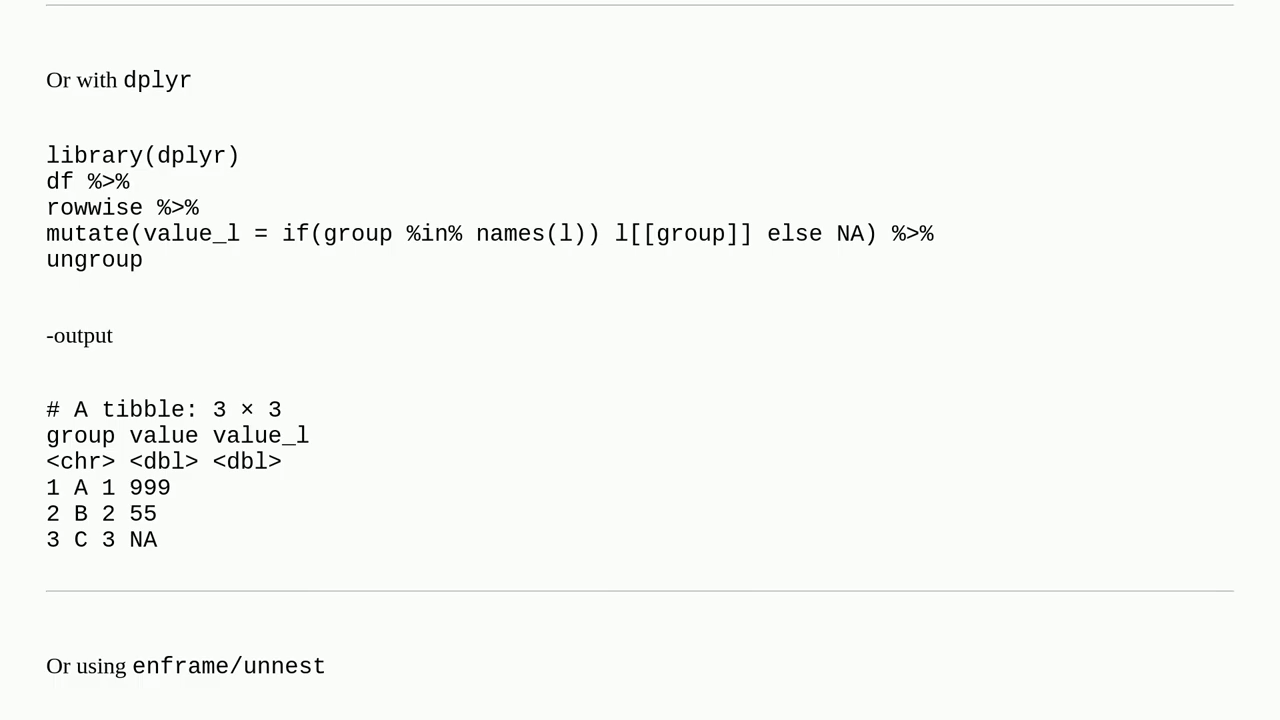 Or with dplyr
library(dplyr)
df %>%
rowwise %>%
mutate(value_l = if(group %in% names(l)) l[[group]] else NA) %>%
ungroup
-output
# A tibble: 3 × 3
group value value_l
<chr> <dbl> <dbl>
1 A 1 999
2 B 2 55
3 C 3 NA
Or using enframe/unnest